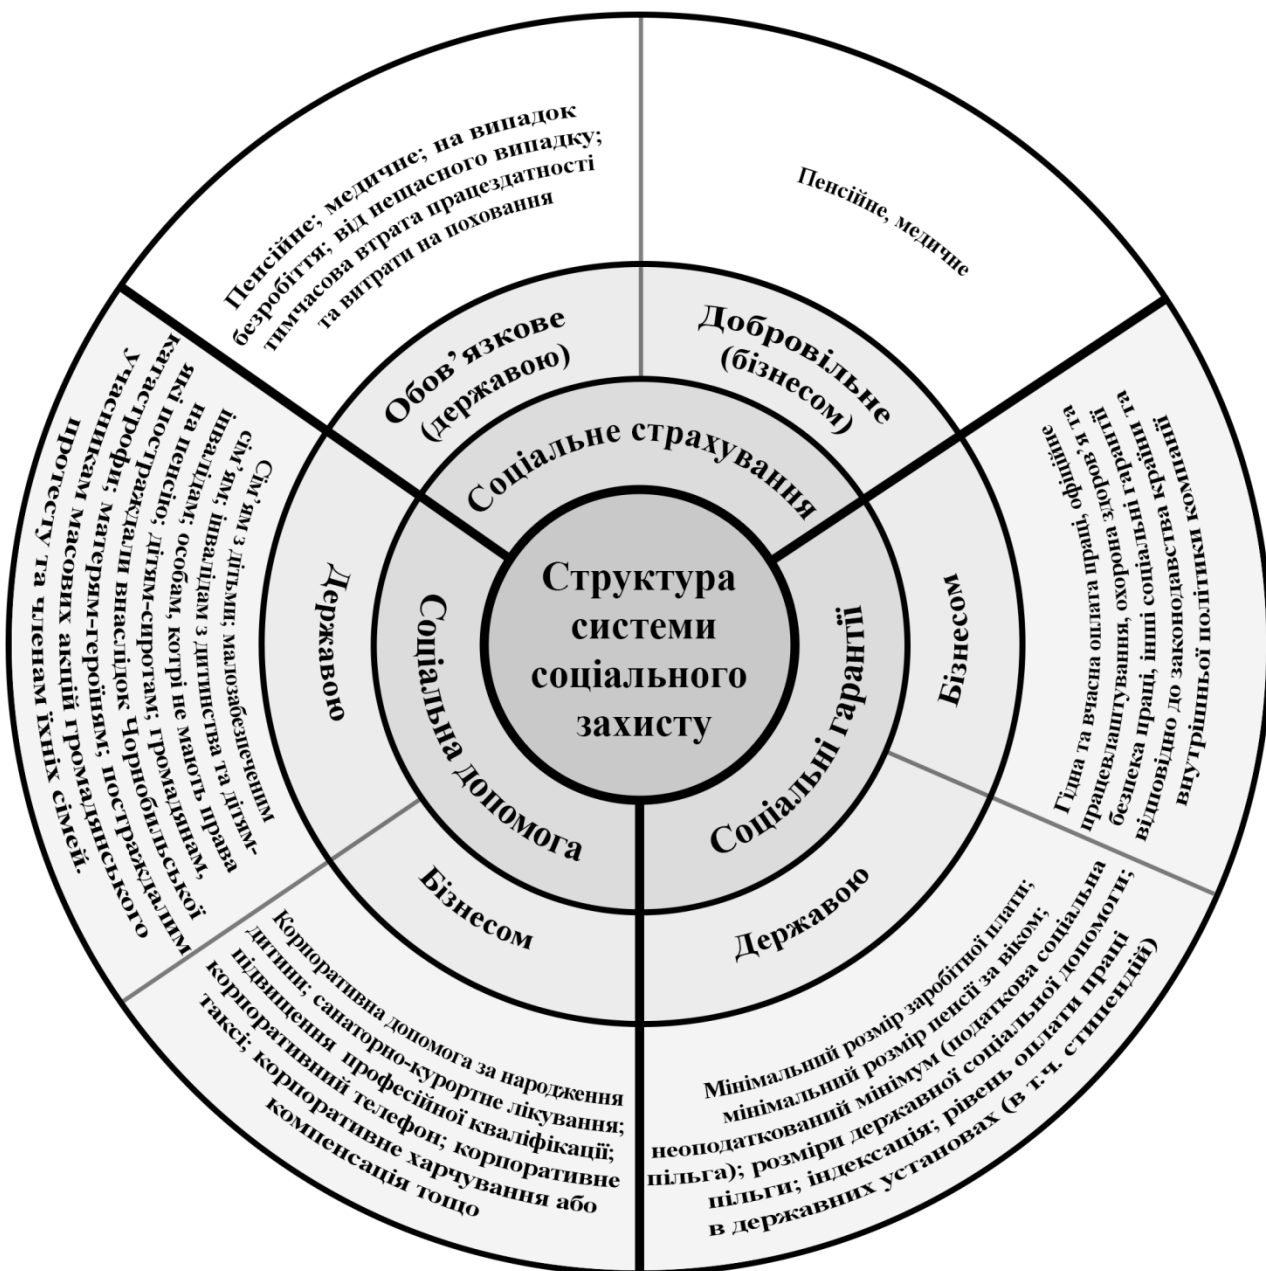 Структура
системи
соціального
захисту
Соціальне страхування
Обов’язкове
(державою)
Пенсійне; медичне; на випадок
безробіття; від нещасного випадку;
тимчасова втрата працездатності
та витрати на поховання
Добровільне
(бізнесом)
Пенсійне, медичне
Соціальні гарантії
Бізнесом
Гідна та вчасна оплата праці, офіційне
працевлаштування, охорона здоров’я та
безпека праці, інші соціальні гарантії
відповідно до законодавства країни та
внутрішньої політики компанії
Державою
Мінімальний розмір заробітної плати;
мінімальний розмір пенсії за віком;
неоподаткований мінімум (податкова соціальна
пільга); розміри державної соціальної допомоги;
пільги; індексація; рівень оплати праці
в державних установах (в т.ч. стипендій)
Соціальна допомога
Бізнесом
Корпоративна допомога за народження
дитини; санаторно-курортне лікування;
підвищення професійної кваліфікації;
корпоративний телефон; корпоративне
таксі; корпоративне харчування або
компенсація тощо
Державою
Сім’ям з дітьми; малозабезпеченим
сім’ям; інвалідам з дитинства та дітям-
інвалідам; особам, котрі не мають права
на пенсію; дітям-сиротам; громадянам,
які постраждали внаслідок Чорнобильської
катастрофи; матерям-героїням; постраждалим
учасникам масових акцій громадянського
протесту та членам їхніх сімей.